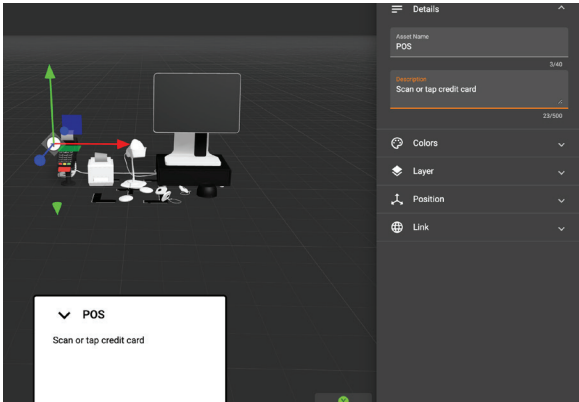 Details
Asset Name
POS
3/40
Description
Scan or tap credit card
23/500
Colors
Layer
Position
Link
POS
Scan or tap credit card